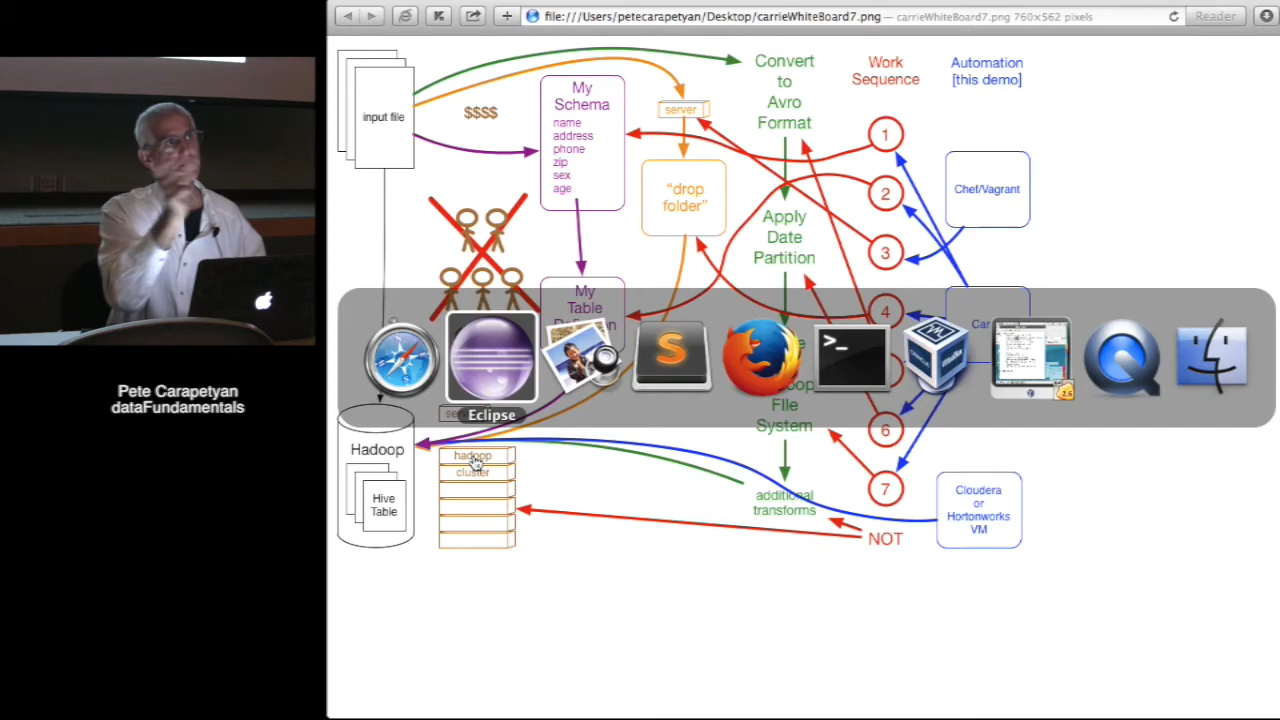 file:///Users/petecarapetyan/Desktop/carrieWhiteBoard7.png — carrieWhiteBoard7.png 760×562 pixels
Reader
input file
$$$$
My
Schema
name
address
phone
zip
sex
age
server
"drop
folder"
Convert
to
Avro
Format
Work
Sequence
Automation
[this demo]
1
2
3
4
6
7
Chef/Vagrant
Apply
Date
Partition
My
Table
Eclipse
File
System
Hadoop
Hive
Table
hadoop
cluster
additional
transforms
NOT
Cloudera
or
Hortonworks
VM
Pete Carapetyan
dataFundamentals